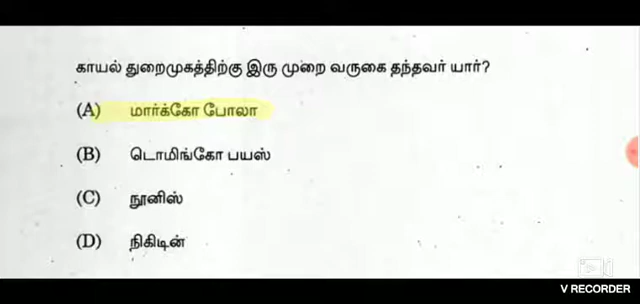 காயல் துறைமுகத்திற்கு இரு முறை வருகை தந்தவர் யார்?
(A) மார்க்கோ போலா
(B) டொமிங்கோ பயஸ்
(C) நூனிஸ்
(D) நிகிடின்
V RECORDER